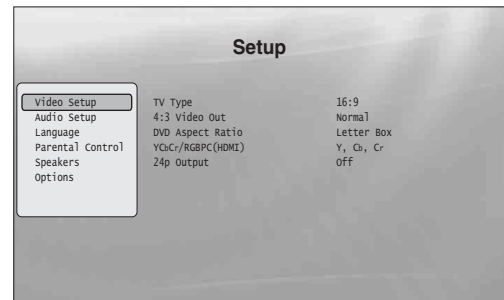 Setup
Video Setup
Audio Setup
Language
Parental Control
Speakers
Options
TV Type 16:9
4:3 Video Out Normal
DVD Aspect Ratio Letter Box
YCbCr/RGBPC(HDMI) Y, Cb, Cr
24p Output Off